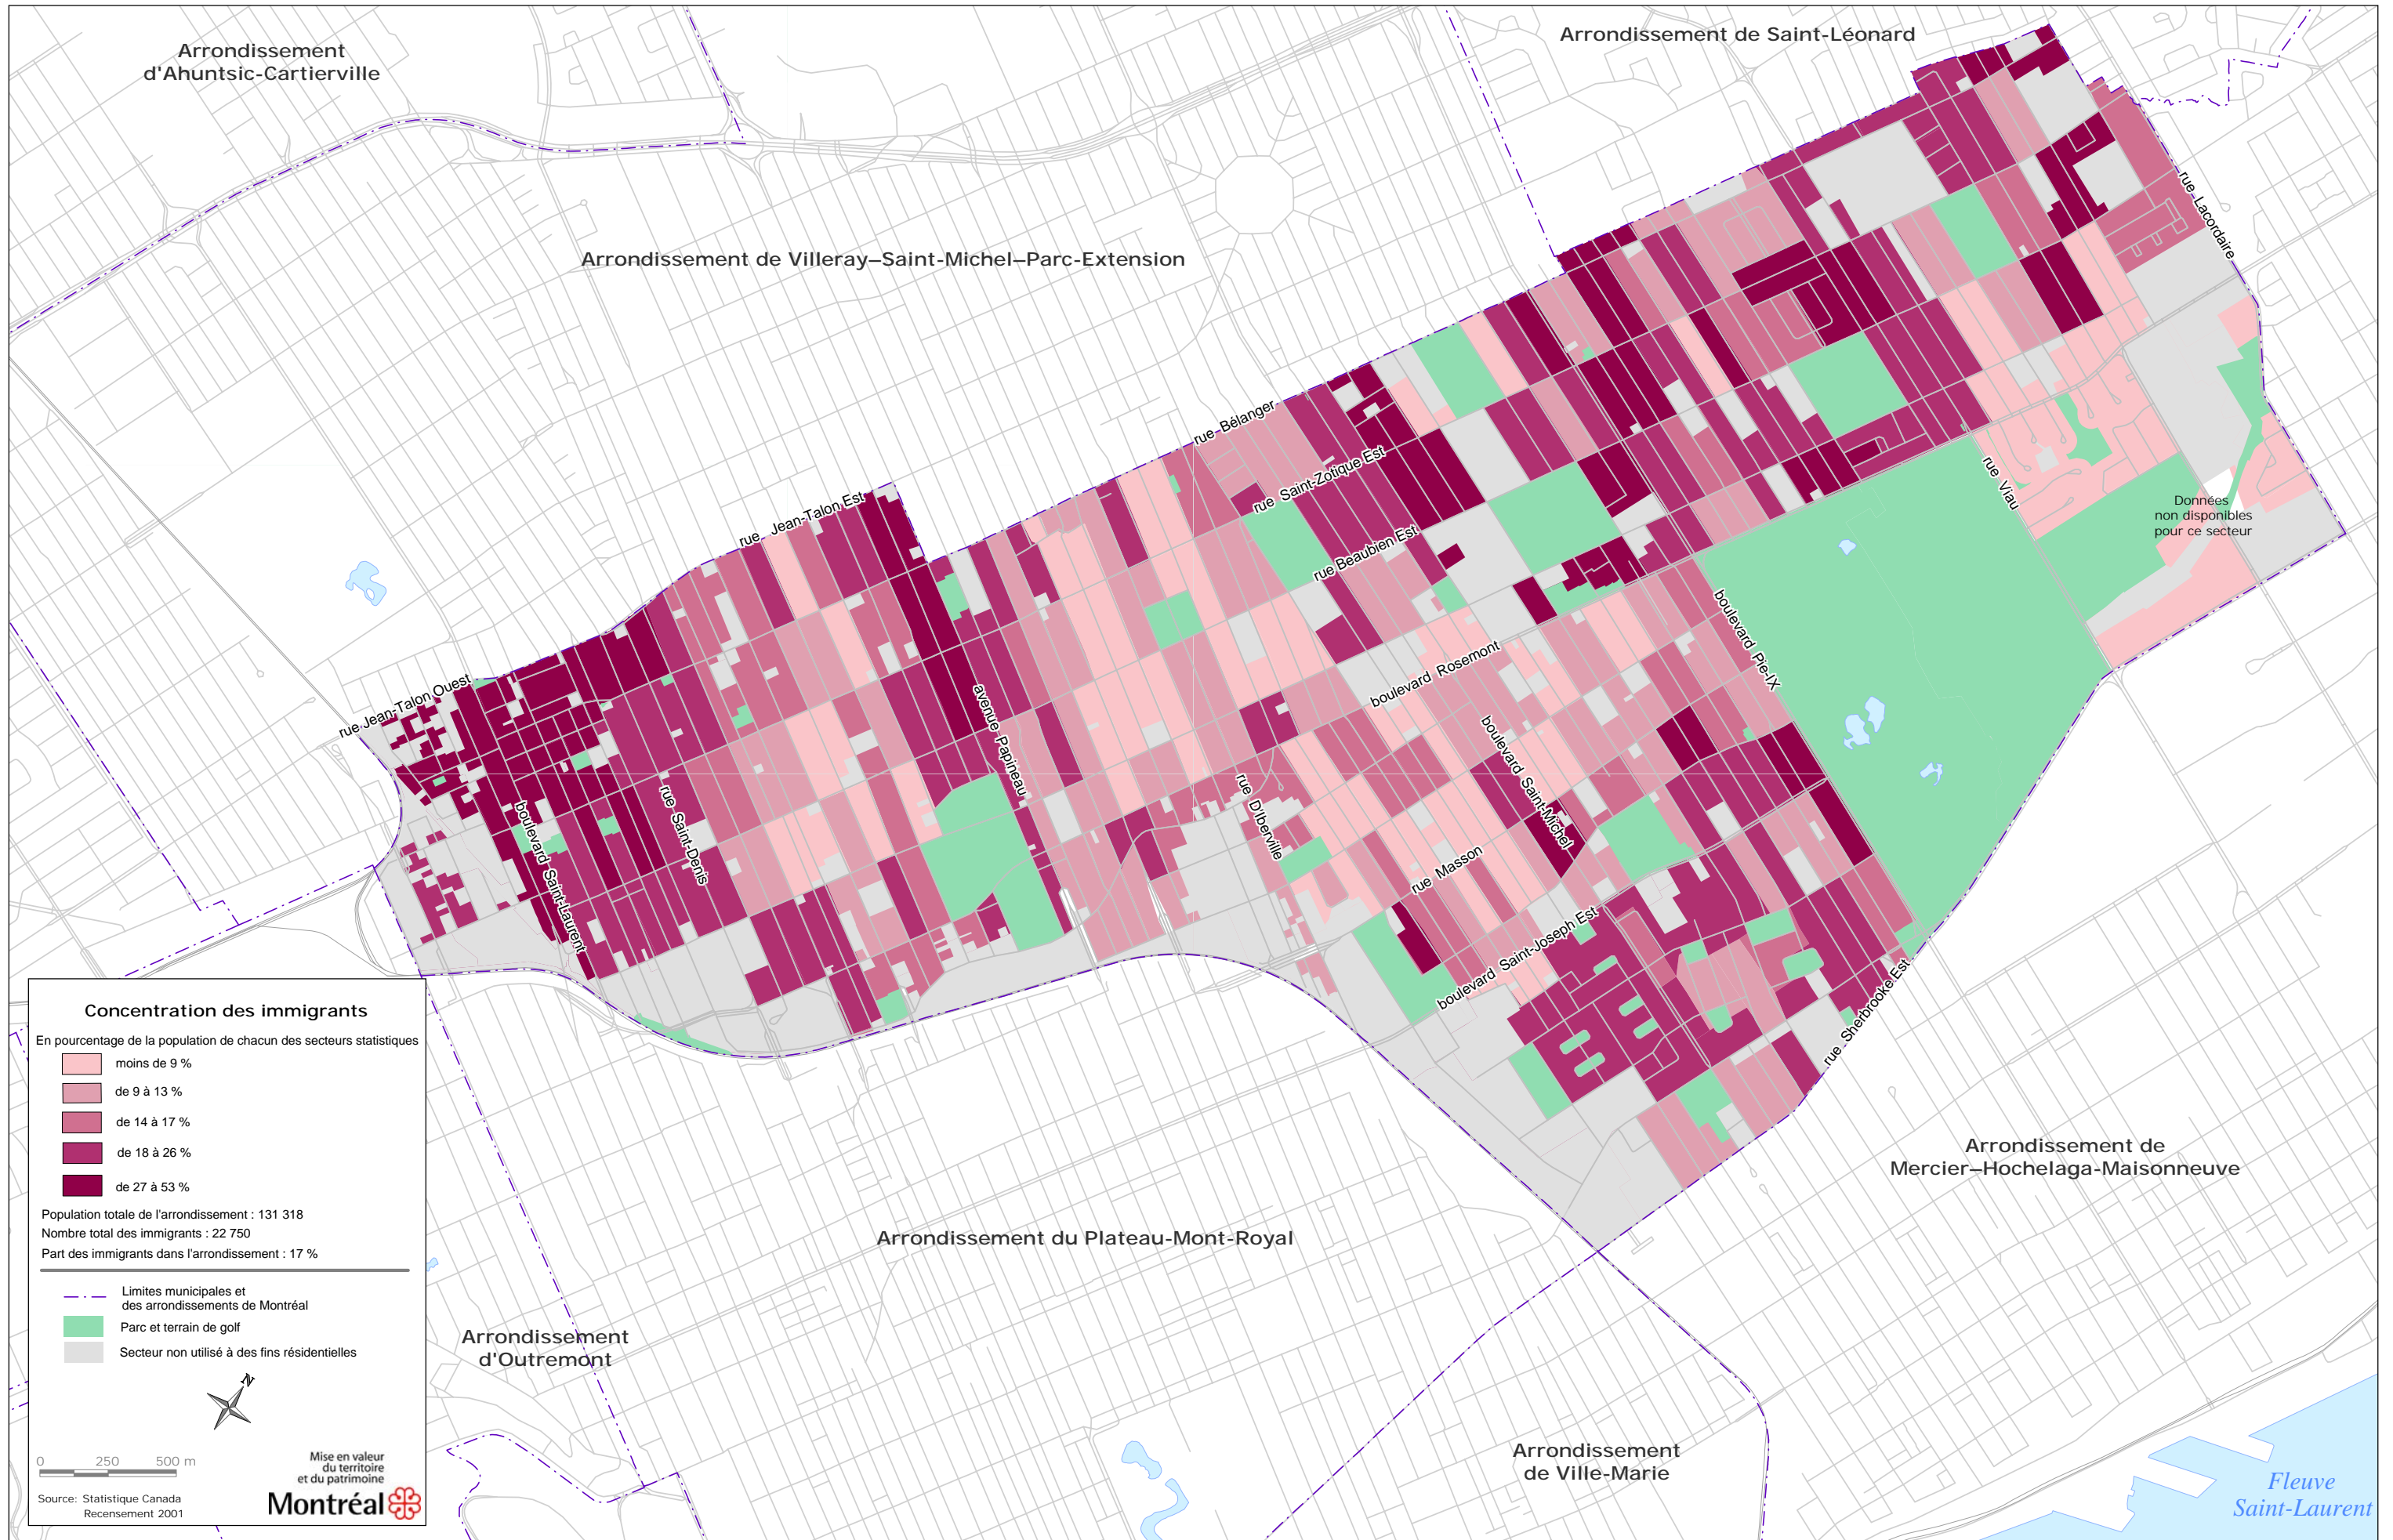 Arrondissement
d'Ahuntsic-Cartierville
Arrondissement de Saint-Léonard
Arrondissement de Villeray–Saint-Michel–Parc-Extension
rue Lacordaire
rue Bélanger
rue Saint-Zotique Est
rue Jean-Talon Est
rue Beaubien Est
rue Viau
Données
non disponibles
pour ce secteur
boulevard Pie-IX
boulevard Rosemont
rue Jean-Talon Ouest
avenue Papineau
boulevard Saint-Michel
rue D'Iberville
rue Saint-Denis
boulevard Saint-Laurent
rue Masson
boulevard Saint-Joseph Est
rue Sherbrooke Est
Arrondissement de
Mercier–Hochelaga-Maisonneuve
Arrondissement du Plateau-Mont-Royal
Arrondissement
d'Outremont
Arrondissement
de Ville-Marie
Fleuve
Saint-Laurent
Concentration des immigrants
En pourcentage de la population de chacun des secteurs statistiques
moins de 9 %
de 9 à 13 %
de 14 à 17 %
de 18 à 26 %
de 27 à 53 %
Population totale de l'arrondissement : 131 318
Nombre total des immigrants : 22 750
Part des immigrants dans l'arrondissement : 17 %
Limites municipales et
des arrondissements de Montréal
Parc et terrain de golf
Secteur non utilisé à des fins résidentielles
N
0 250 500 m
Mise en valeur
du territoire
et du patrimoine
Montréal
Source: Statistique Canada
Recensement 2001